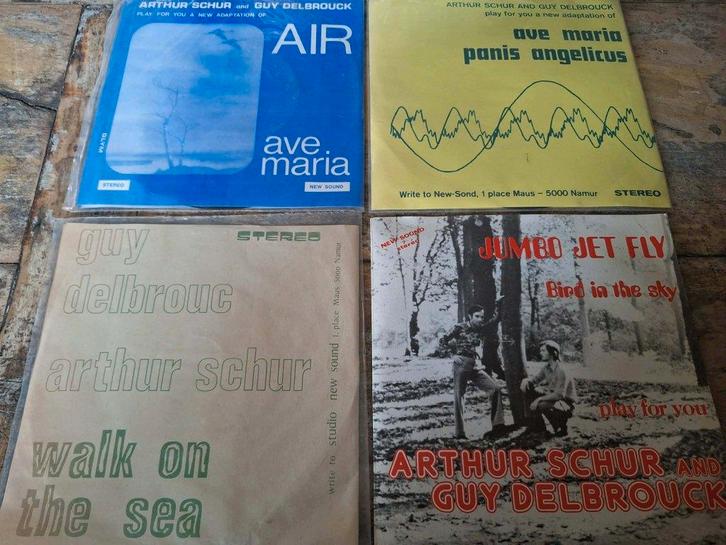 ARTHUR SCHUR and GUY DELBROUCK
PLAY FOR YOU A NEW ADAPTATION OF
AIR
ave
maria
GLYM
STEREO
NEW SOUND
ARTHUR SCHUR AND GUY DELBROUCK
play for you a new adaptation of
ave maria
panis angelicus
Write to New-Sond, 1 place Maus – 5000 Namur
STEREO
guy
STEREO
delbrouc
arthur schur
walk on
the sea
write to studio new sound 1, place Maus 5000 Namur
NEW SOUND
stereo
JUMBO JET FLY
Bird in the sky
play for you
ARTHUR SCHUR AND
GUY DELBROUCK